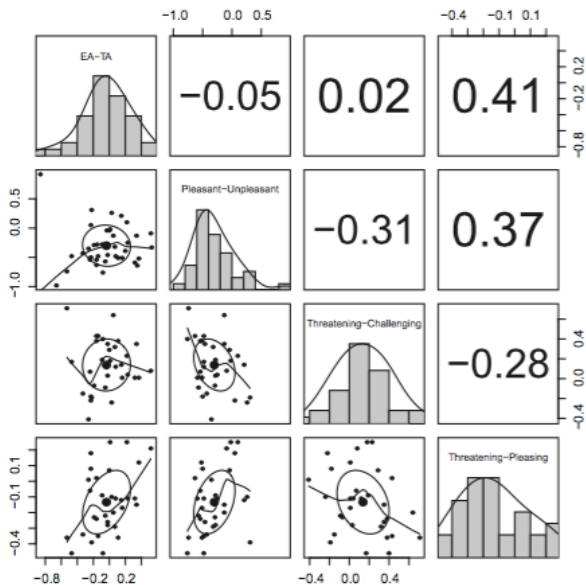 −1.0 0.0 0.5
−0.4 −0.1 0.1
EA−TA
−0.05
0.02
0.41
−0.8 −0.2 0.2
−1.0 0.0 0.5
Pleasant−Unpleasant
−0.31
0.37
Threatening−Challenging
−0.28
−0.4 0.0 0.4
−0.4 −0.1 0.1
Threatening−Pleasing
−0.8 −0.2 0.2
−0.4 0.0 0.4